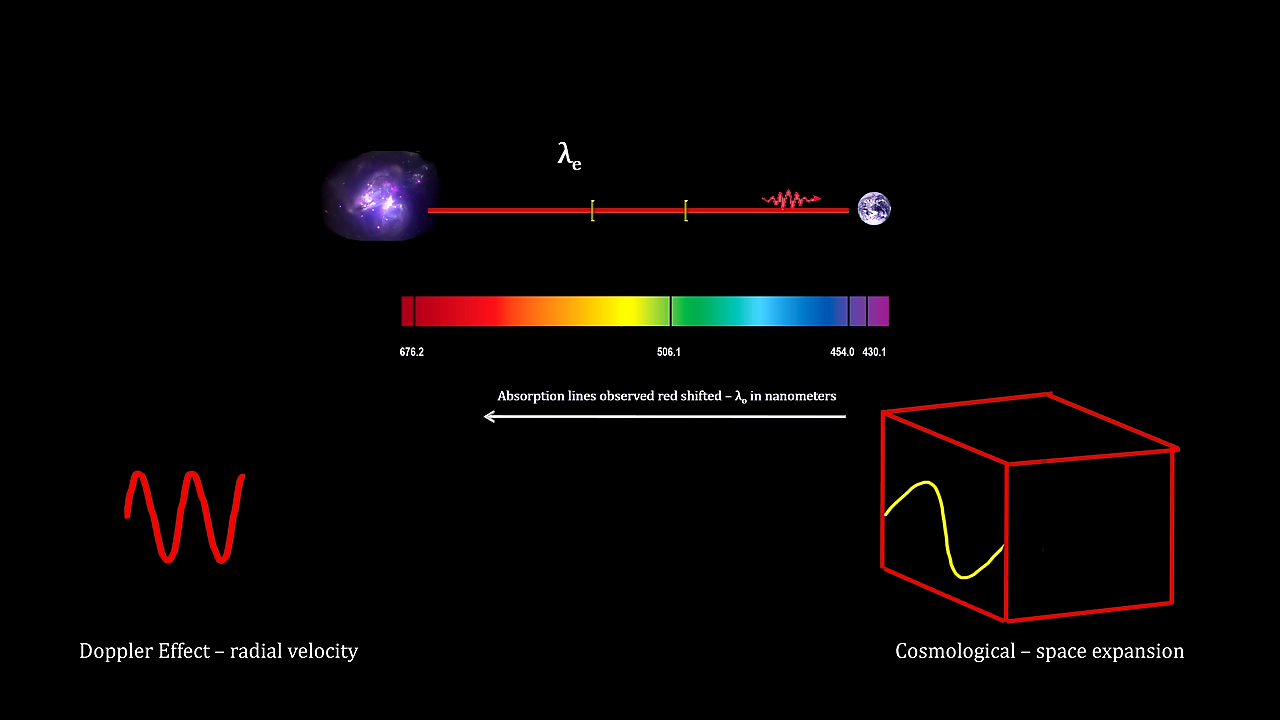 λe
676.2 506.1 454.0 430.1
Absorption lines observed red shifted – λo in nanometers
Doppler Effect – radial velocity
Cosmological – space expansion